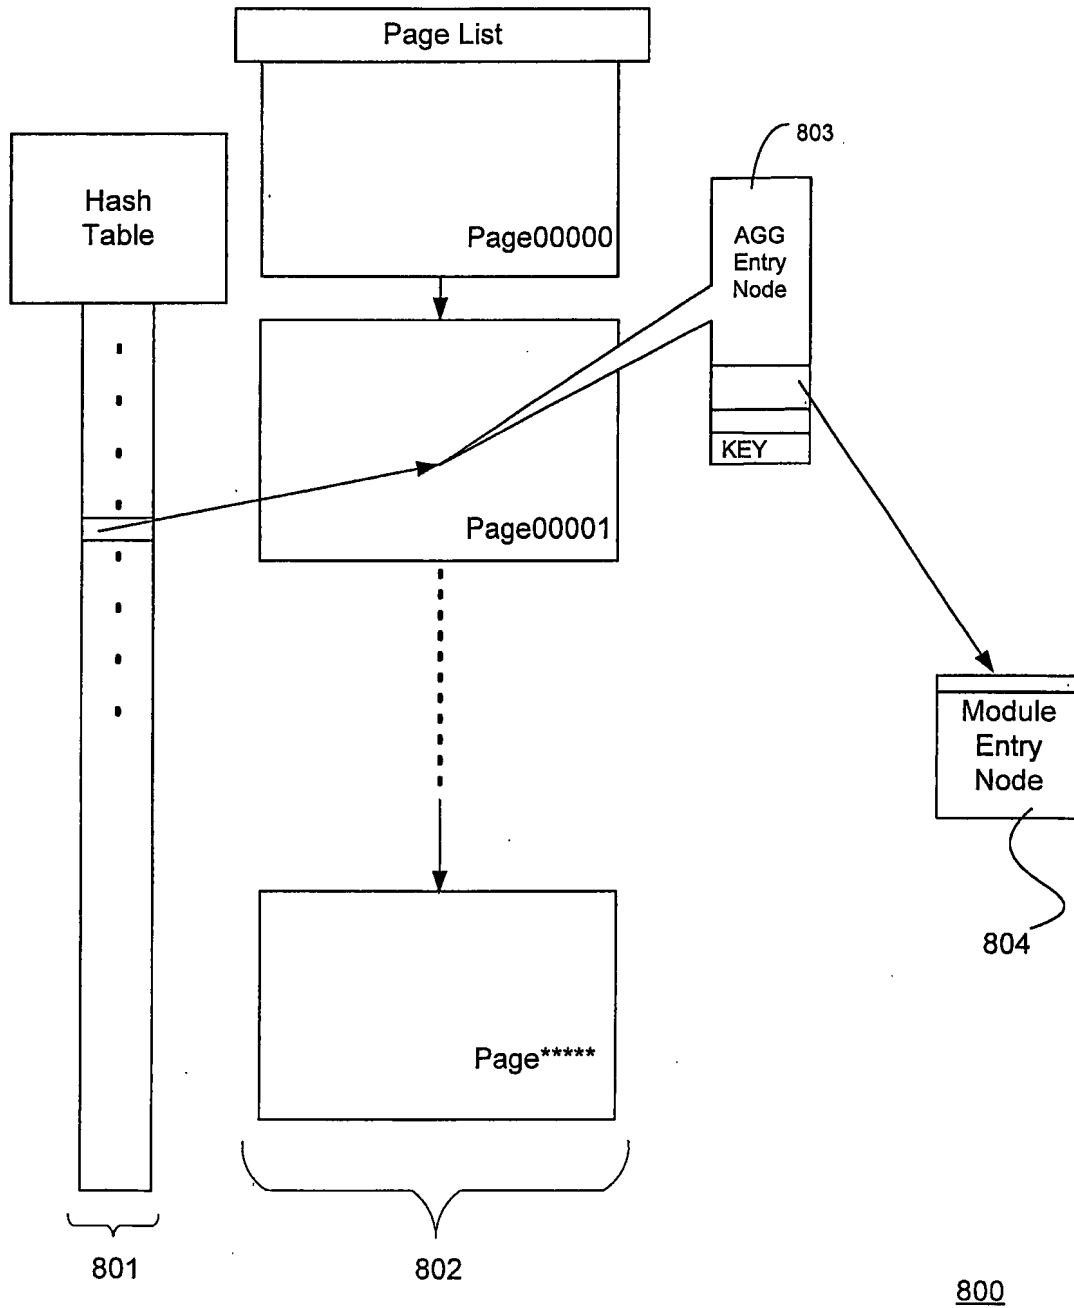 Page List
803
Hash
Table
Page00000
AGG
Entry
Node
KEY
Page00001
Module
Entry
Node
804
Page*****
801
802
800